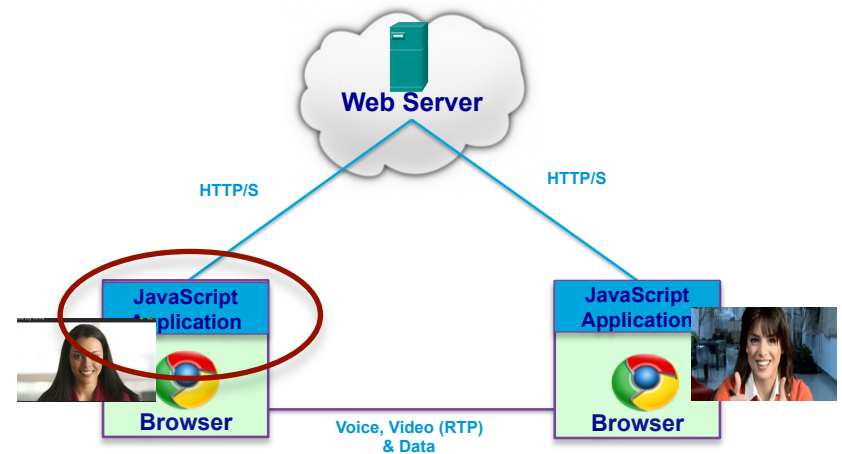 Web Server
HTTP/S
HTTP/S
JavaScript
Application
JavaScript
Application
Browser
Browser
Voice, Video (RTP)
& Data